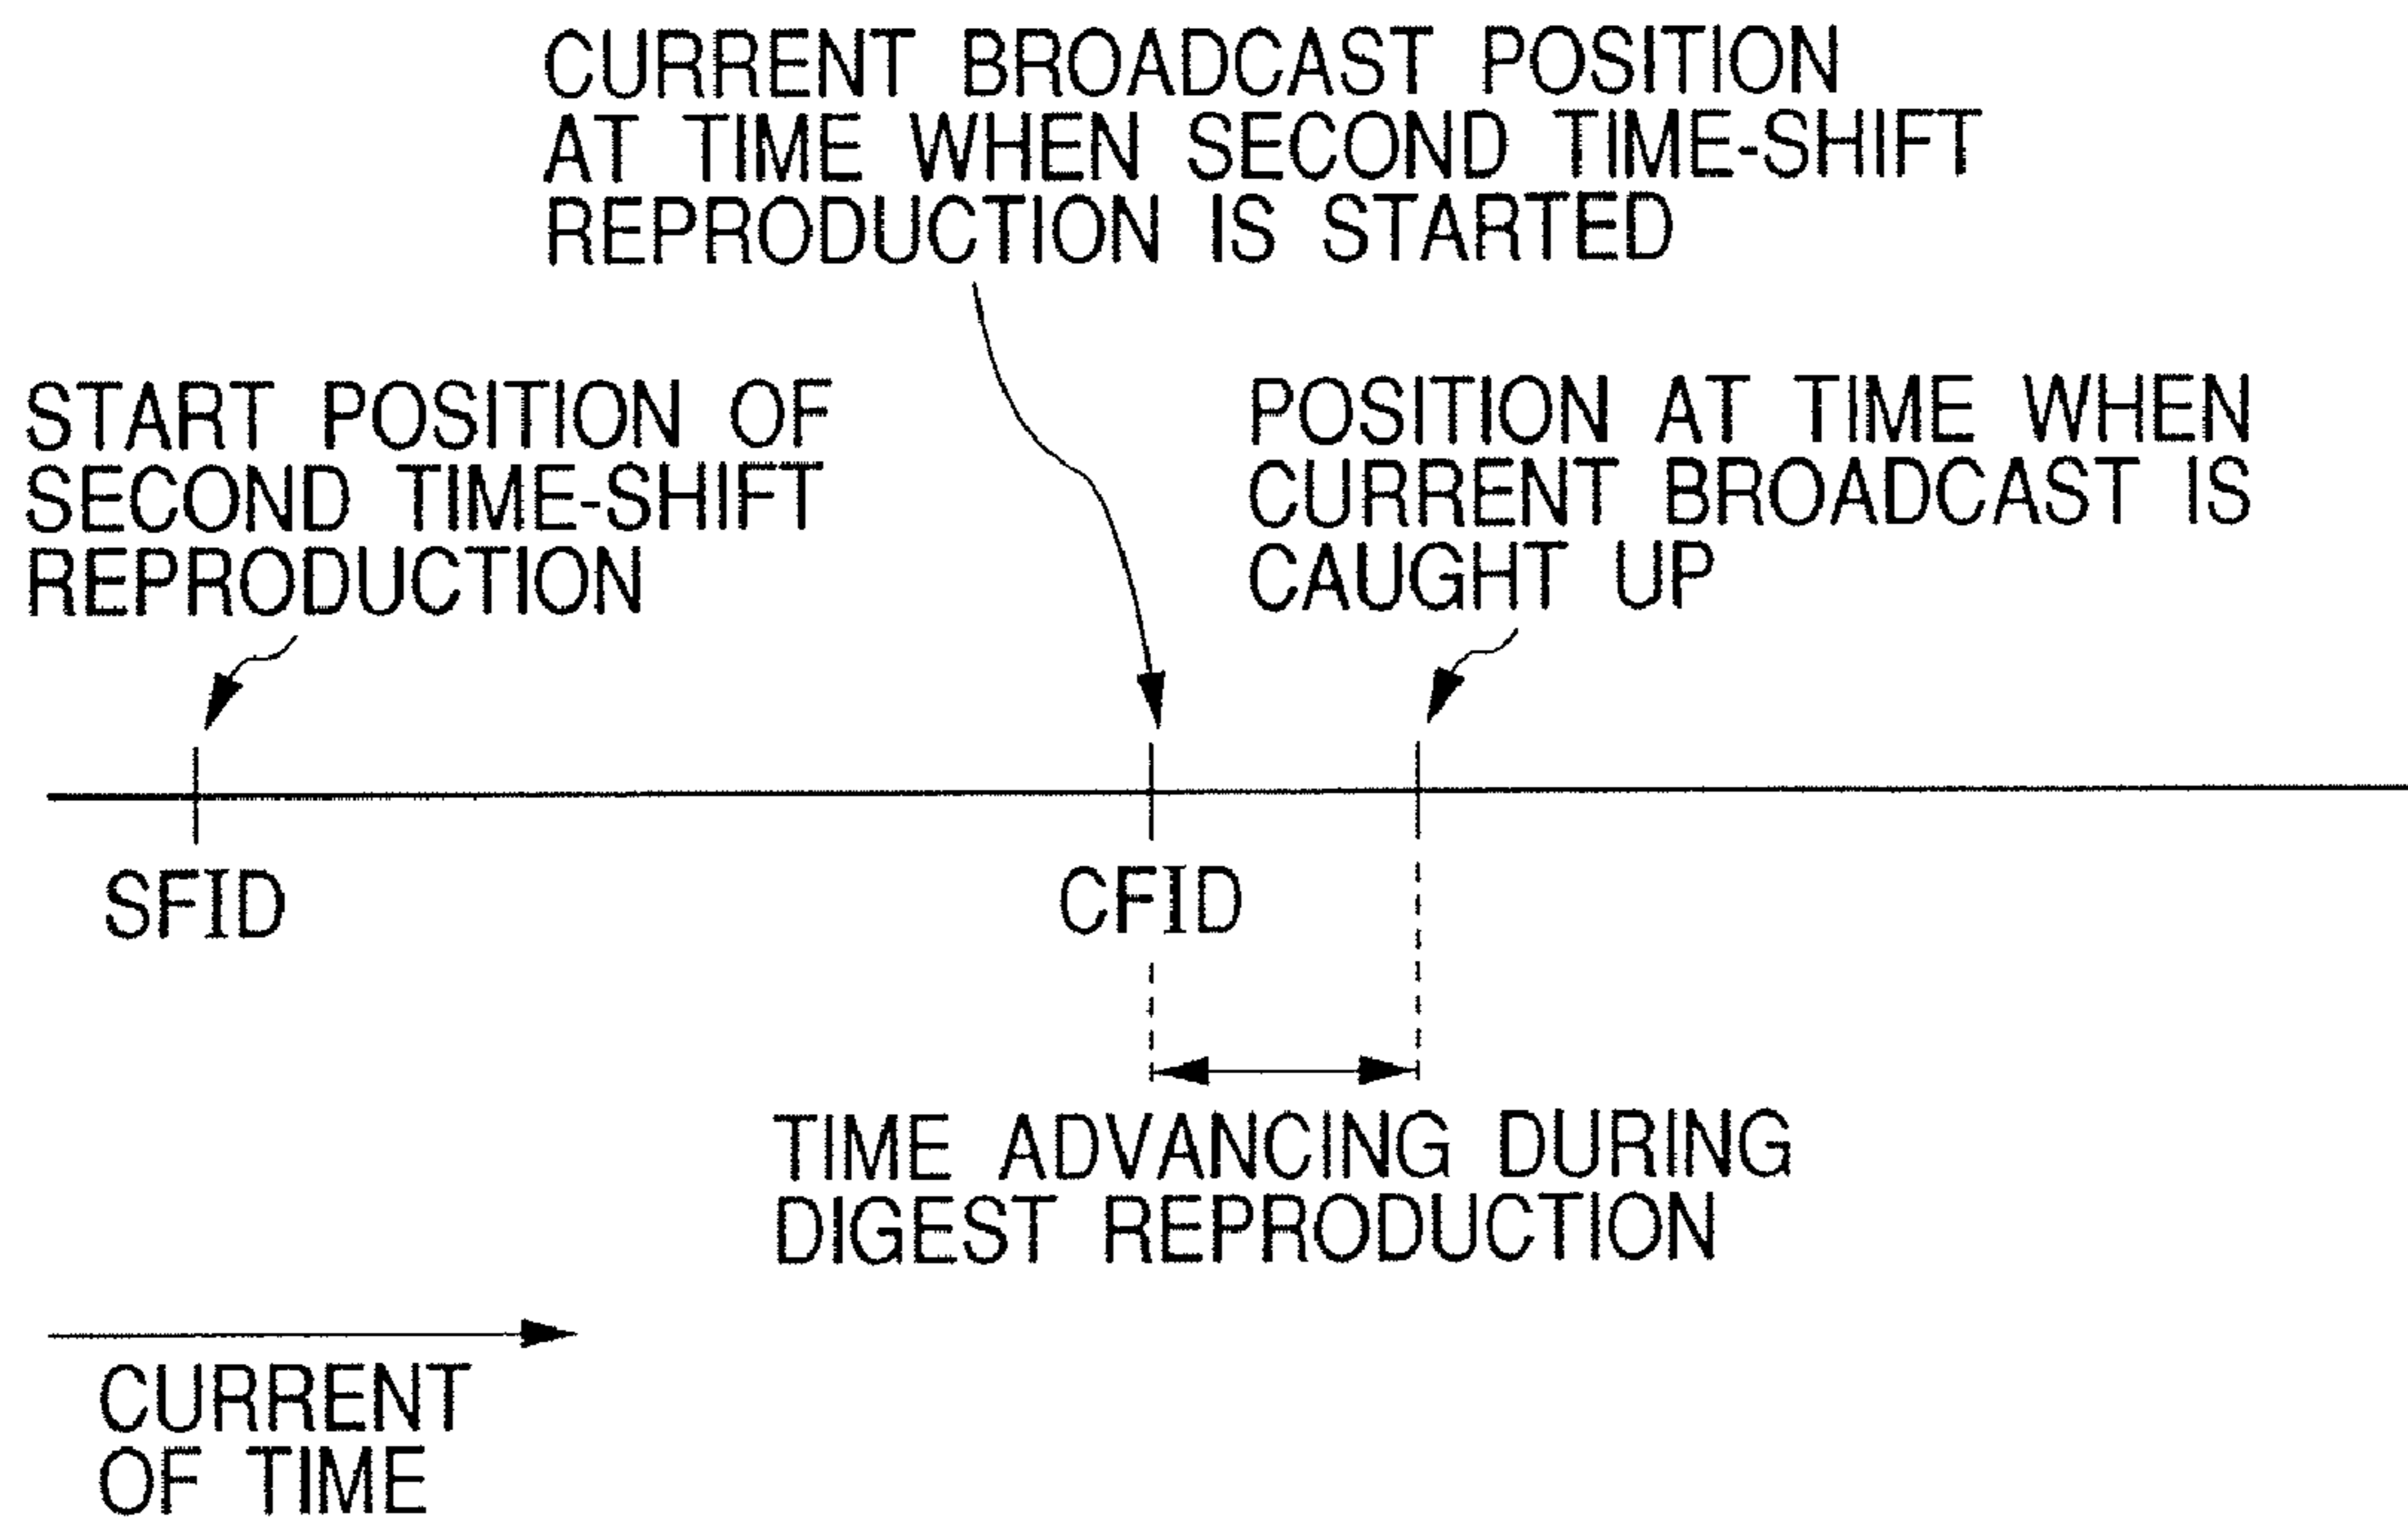 CURRENT BROADCAST POSITION
AT TIME WHEN SECOND TIME-SHIFT
REPRODUCTION IS STARTED
START POSITION OF
SECOND TIME-SHIFT
REPRODUCTION
POSITION AT TIME WHEN
CURRENT BROADCAST IS
CAUGHT UP
SFID
CFID
TIME ADVANCING DURING
DIGEST REPRODUCTION
CURRENT
OF TIME